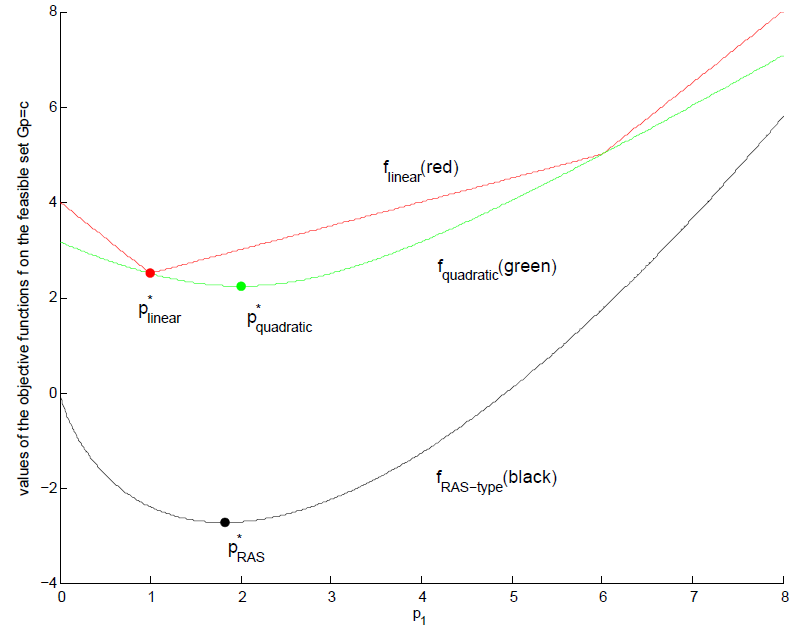 values of the objective functions f on the feasible set Gp=c
8
6
4
2
0
−2
−4
f_linear(red)
f_quadratic(green)
p*_linear
p*_quadratic
f_RAS−type(black)
p*_RAS
0 1 2 3 4 5 6 7 8
p_1